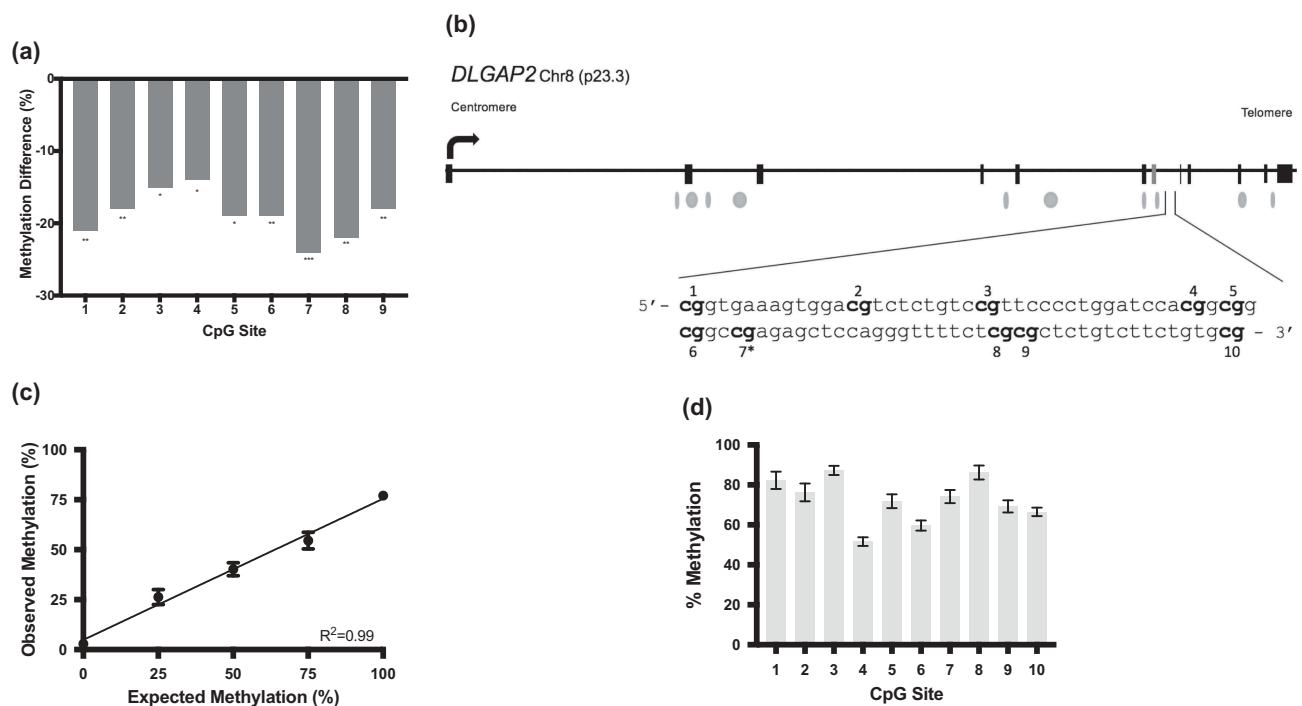 (a)
Methylation Difference (%)
0
-10
-20
-30
**
**
*
*
*
**
***
**
**
1 2 3 4 5 6 7 8 9
CpG Site
(b)
DLGAP2 Chr8 (p23.3)
Centromere
Telomere
1 2 3 4 5
5’- cggtgaaagtggacgtctctgtccgttcccctggatccacggcgg
cggccgagagctccagggttttctcgcgctctgtcttctgtgcg - 3’
6 7* 8 9 10
(c)
Observed Methylation (%)
100
75
50
25
0
R²=0.99
0 25 50 75 100
Expected Methylation (%)
(d)
% Methylation
100
80
60
40
20
0
1 2 3 4 5 6 7 8 9 10
CpG Site